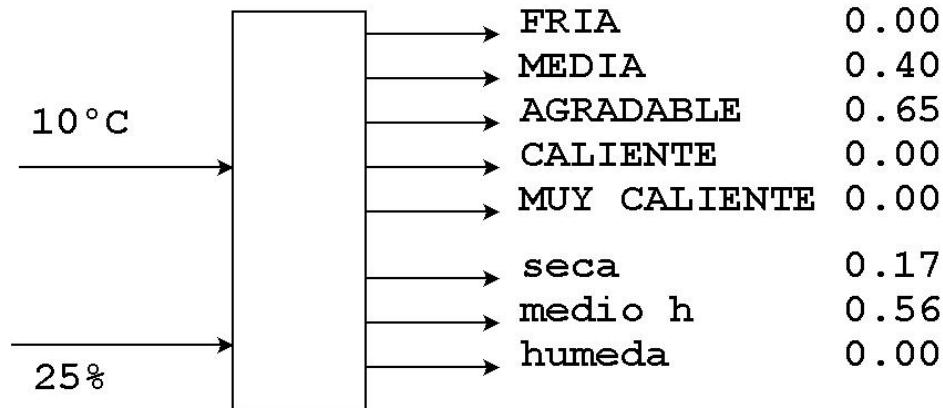 FRIA 0.00
MEDIA 0.40
AGRADABLE 0.65
10°C
CALIENTE 0.00
MUY CALIENTE 0.00
seca 0.17
medio h 0.56
humeda 0.00
25%